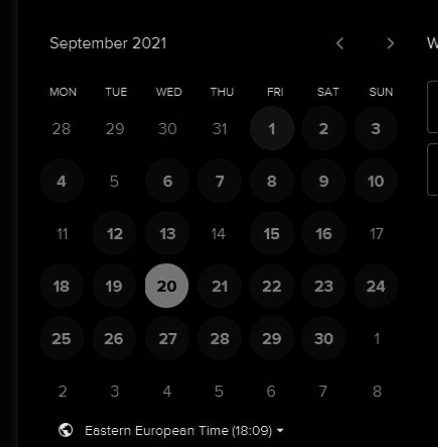 September 2021
W
MON TUE WED THU FRI SAT SUN
28 29 30 31 1 2 3
4 5 6 7 8 9 10
11 12 13 14 15 16 17
18 19 20 21 22 23 24
25 26 27 28 29 30 1
2 3 4 5 6 7 8
Eastern European Time (18:09)